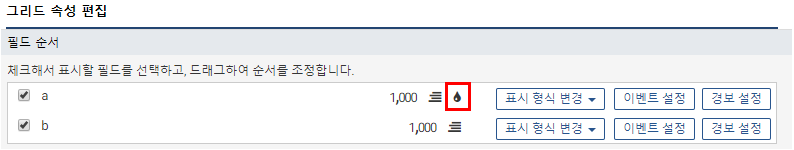 그리드 속성 편집
필드 순서
체크해서 표시할 필드를 선택하고, 드래그하여 순서를 조정합니다.
a 1,000 표시 형식 변경 이벤트 설정 경보 설정
b 1,000 표시 형식 변경 이벤트 설정 경보 설정